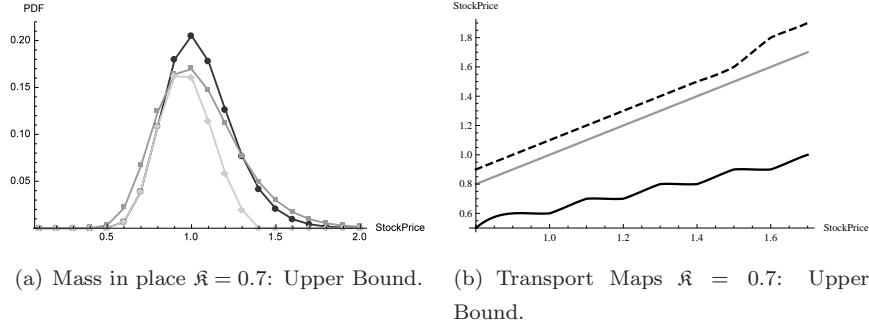 PDF
0.20
0.15
0.10
0.05
0.5
1.0
1.5
2.0
StockPrice
StockPrice
1.8
1.6
1.4
1.2
1.0
0.8
0.6
1.0
1.2
1.4
1.6
StockPrice
(a) Mass in place 𝔎 = 0.7: Upper Bound.
(b) Transport Maps 𝔎 = 0.7: Upper
Bound.